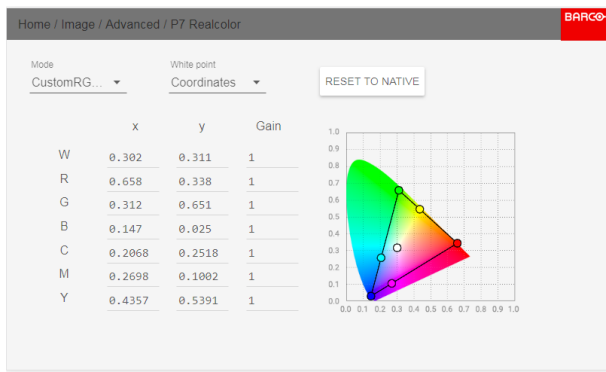 Home / Image / Advanced / P7 Realcolor
BARCO
Mode
White point
CustomRG...
Coordinates
RESET TO NATIVE
x y Gain
W 0.302 0.311 1
R 0.658 0.338 1
G 0.312 0.651 1
B 0.147 0.025 1
C 0.2068 0.2518 1
M 0.2698 0.1002 1
Y 0.4357 0.5391 1
1.0
0.9
0.8
0.7
0.6
0.5
0.4
0.3
0.2
0.1
0.0
0.0 0.1 0.2 0.3 0.4 0.5 0.6 0.7 0.8 0.9 1.0